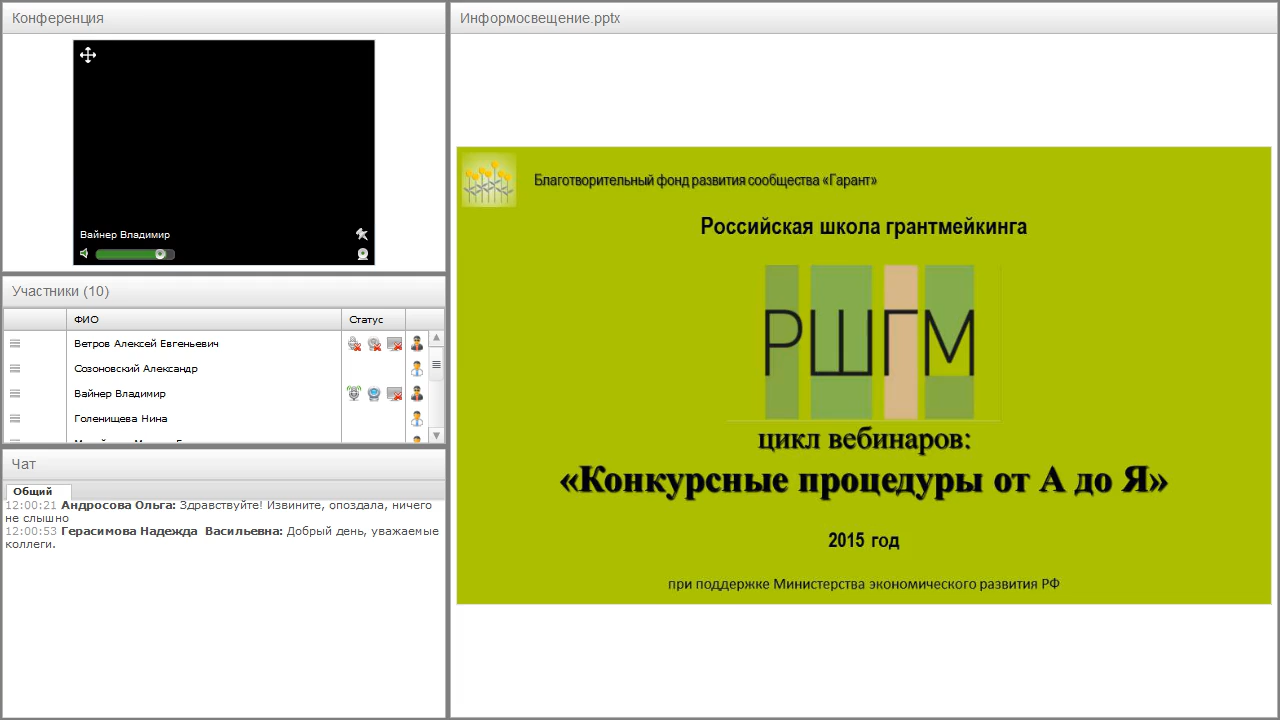 Конференция
Вайнер Владимир
Участники (10)
ФИО
Статус
Ветров Алексей Евгеньевич
Созоновский Александр
Вайнер Владимир
Голенищева Нина
Чат
Общий
12:00:21 Андросова Ольга: Здравствуйте! Извините, опоздала, ничего
не слышно
12:00:53 Герасимова Надежда Васильевна: Добрый день, уважаемые
коллеги.
Информосвещение.pptx
Благотворительный фонд развития сообщества «Гарант»
Российская школа грантмейкинга
РШГМ
цикл вебинаров:
«Конкурсные процедуры от А до Я»
2015 год
при поддержке Министерства экономического развития РФ